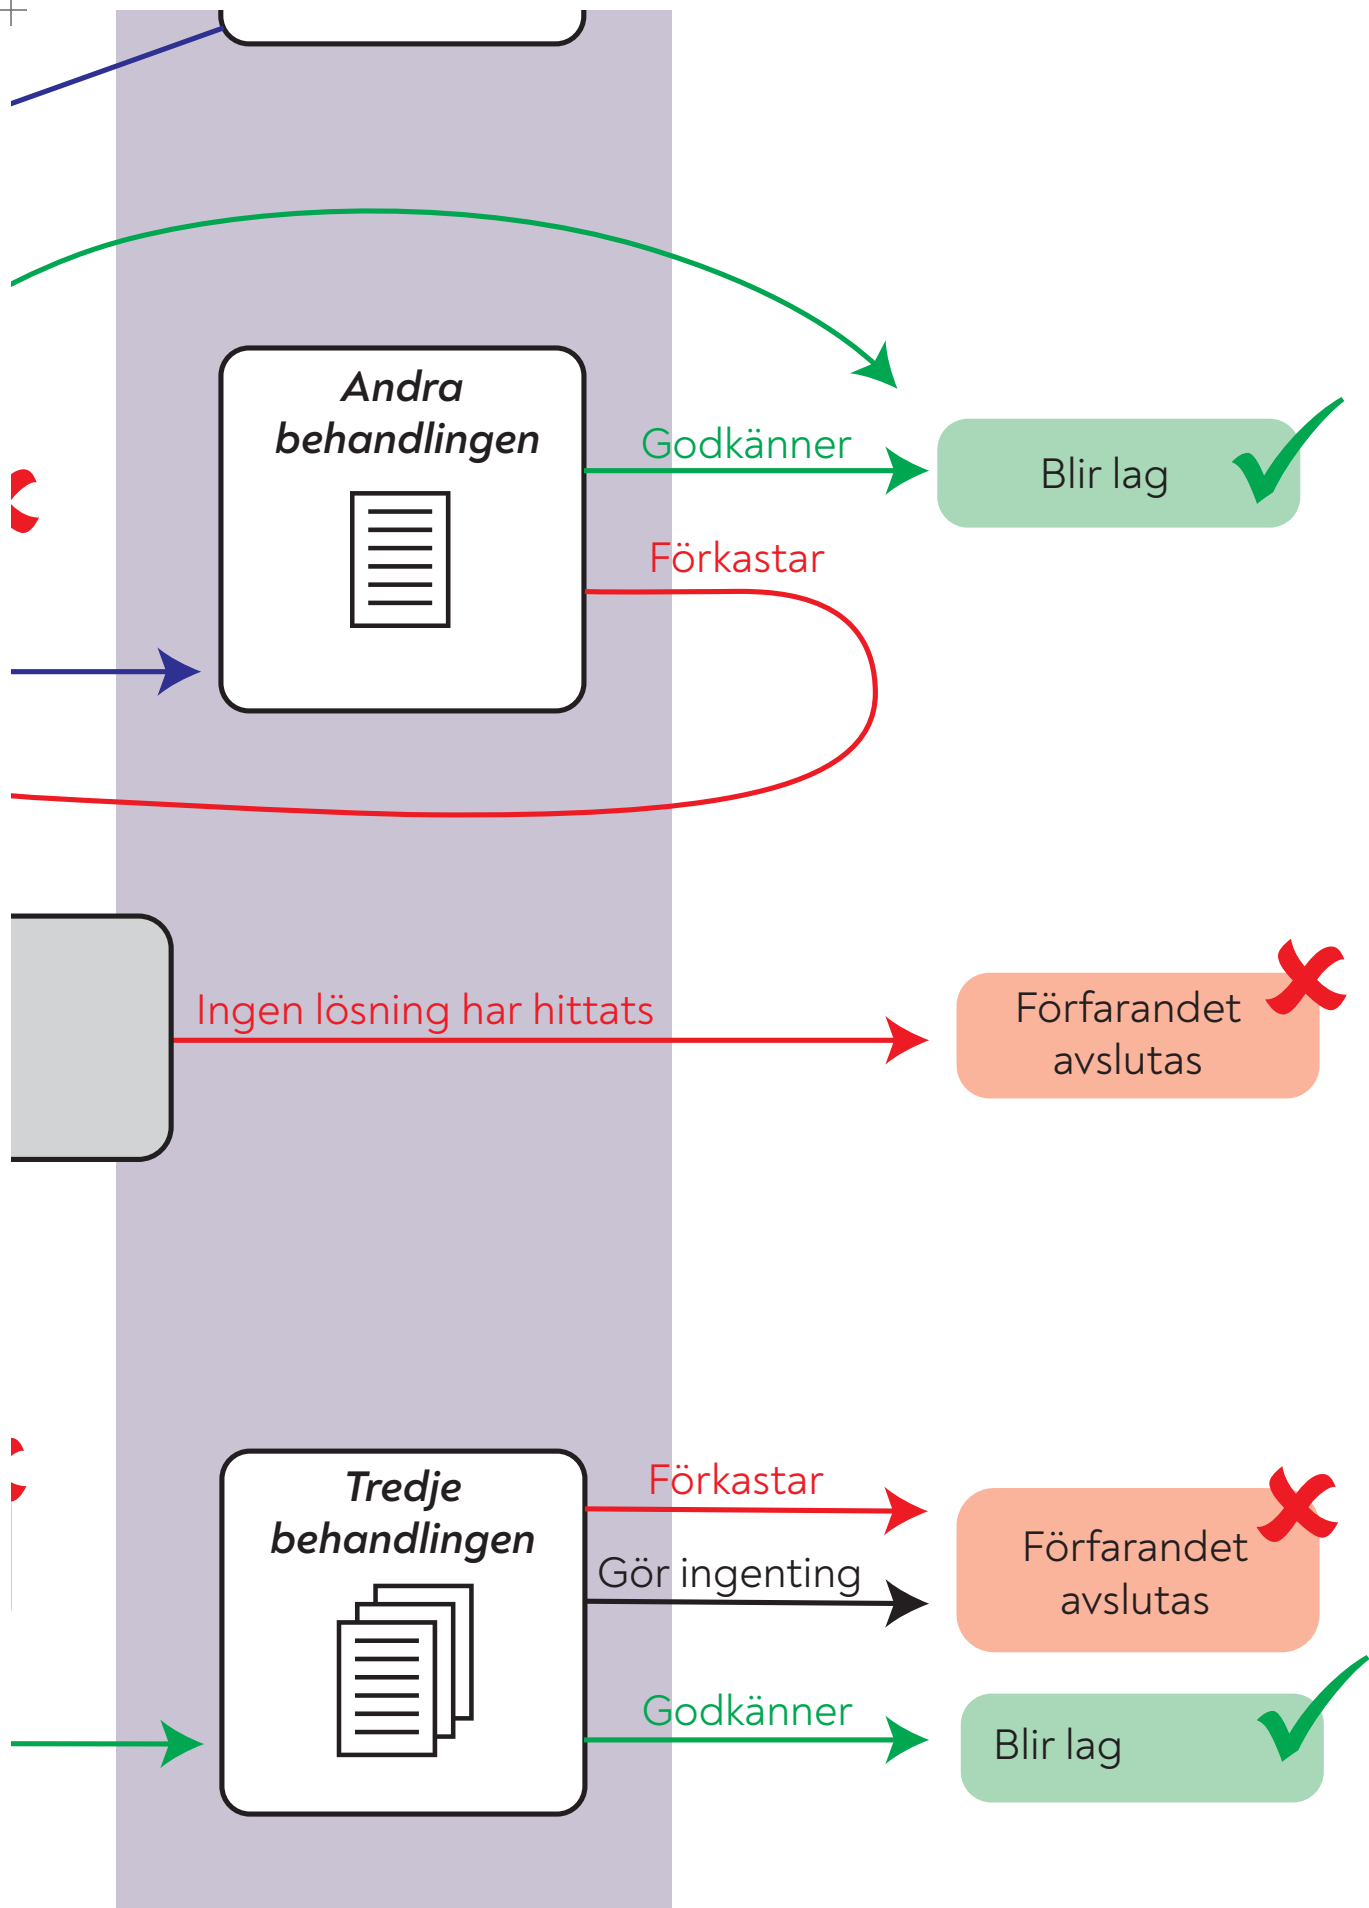 Andra
behandlingen
Godkänner
Blir lag
Förkastar
Ingen lösning har hittats
Förfarandet
avslutas
Tredje
behandlingen
Förkastar
Gör ingenting
Förfarandet
avslutas
Godkänner
Blir lag